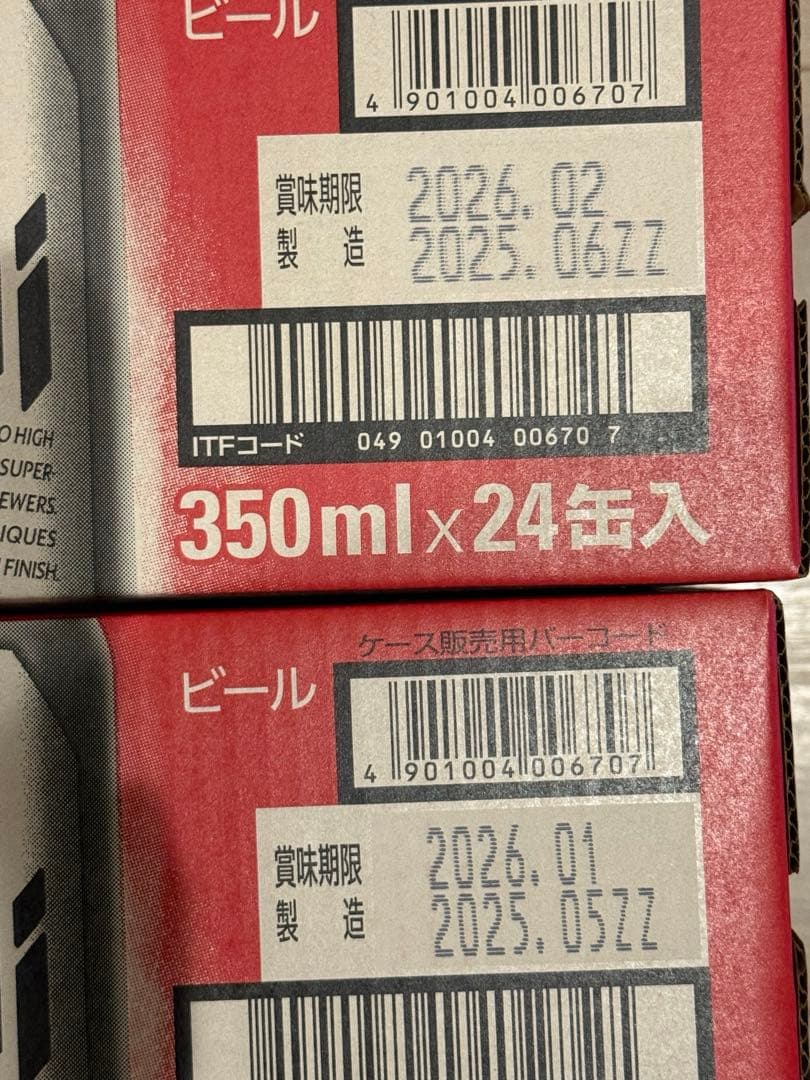 ビール
4 901004 006707
賞味期限 2026.02
製造 2025.06ZZ
ITFコード 049 01004 00670 7
O HIGH
SUPER
EWERS.
IQUES
FINISH.
350ml×24缶入
ケース販売用バーコード
ビール
4 901004 006707
賞味期限 2026.01
製造 2025.05ZZ